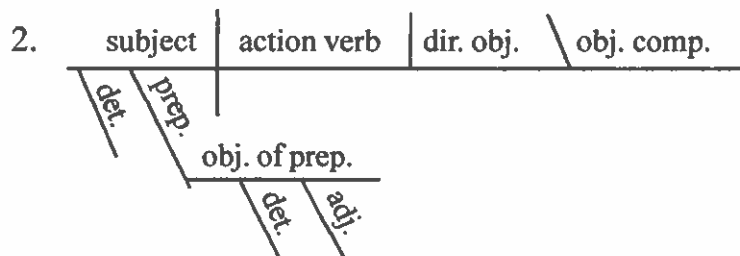 2. subject action verb dir. obj. obj. comp.
det. prep.
obj. of prep.
det. adj.